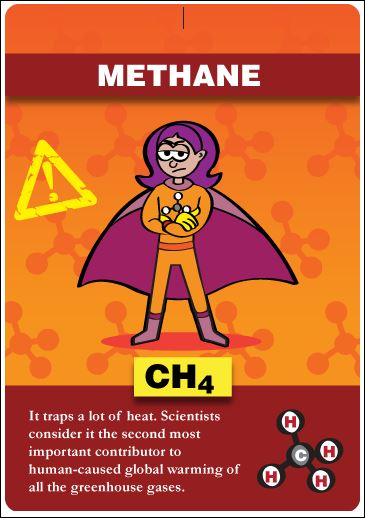 METHANE
!
CH4
It traps a lot of heat. Scientists
consider it the second most
important contributor to
human-caused global warming of
all the greenhouse gases.
H
H
C
H
H